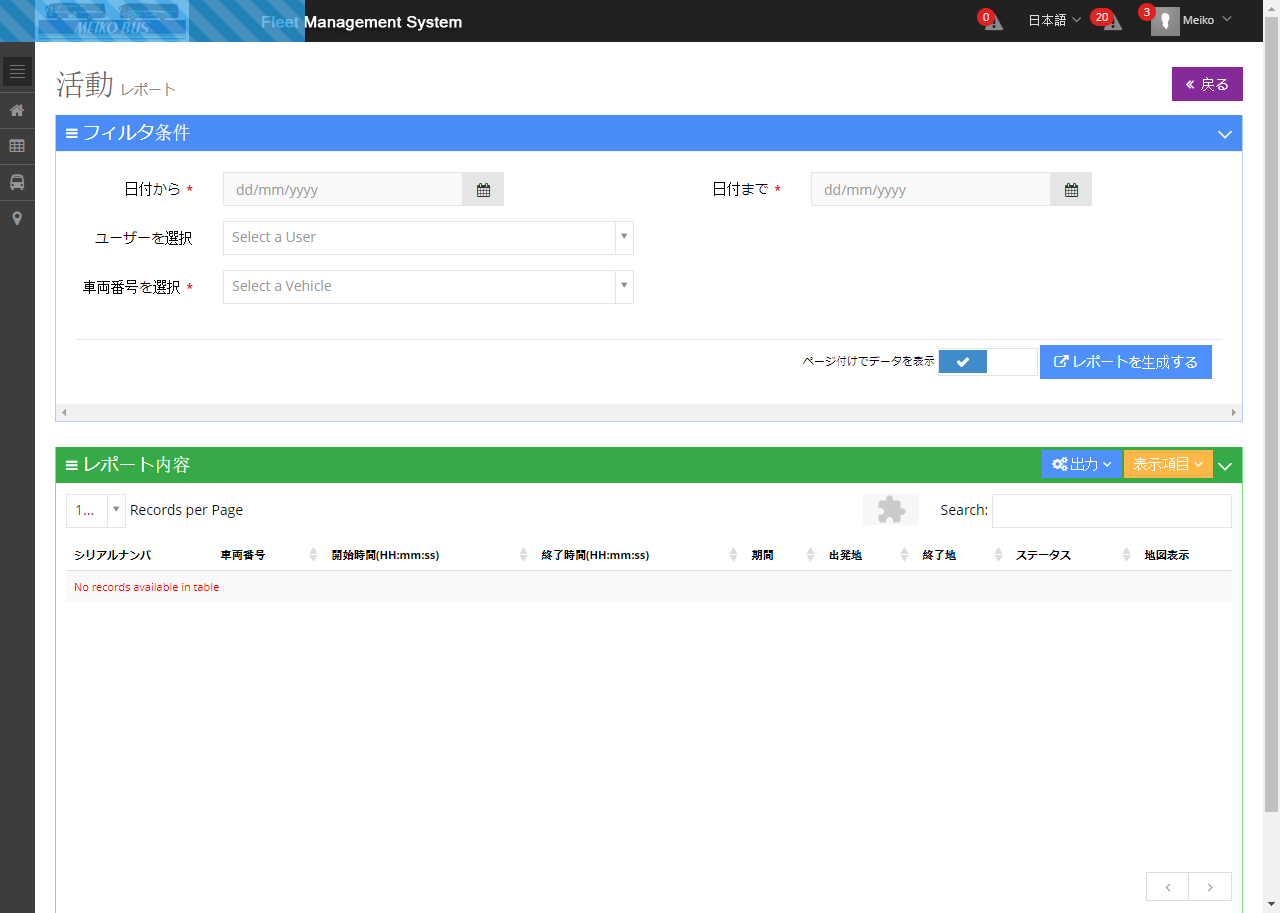 MEIKO BUS
Fleet Management System
0
日本語
20
3
Meiko
活動 レポート
戻る
フィルタ条件
日付から *
dd/mm/yyyy
日付まで *
dd/mm/yyyy
ユーザーを選択
Select a User
車両番号を選択 *
Select a Vehicle
ページ付けでデータを表示
レポートを生成する
レポート内容
出力
表示項目
1...
Records per Page
Search:
シリアルナンバ 車両番号 開始時間(HH:mm:ss) 終了時間(HH:mm:ss) 期間 出発地 終了地 ステータス 地図表示
No records available in table